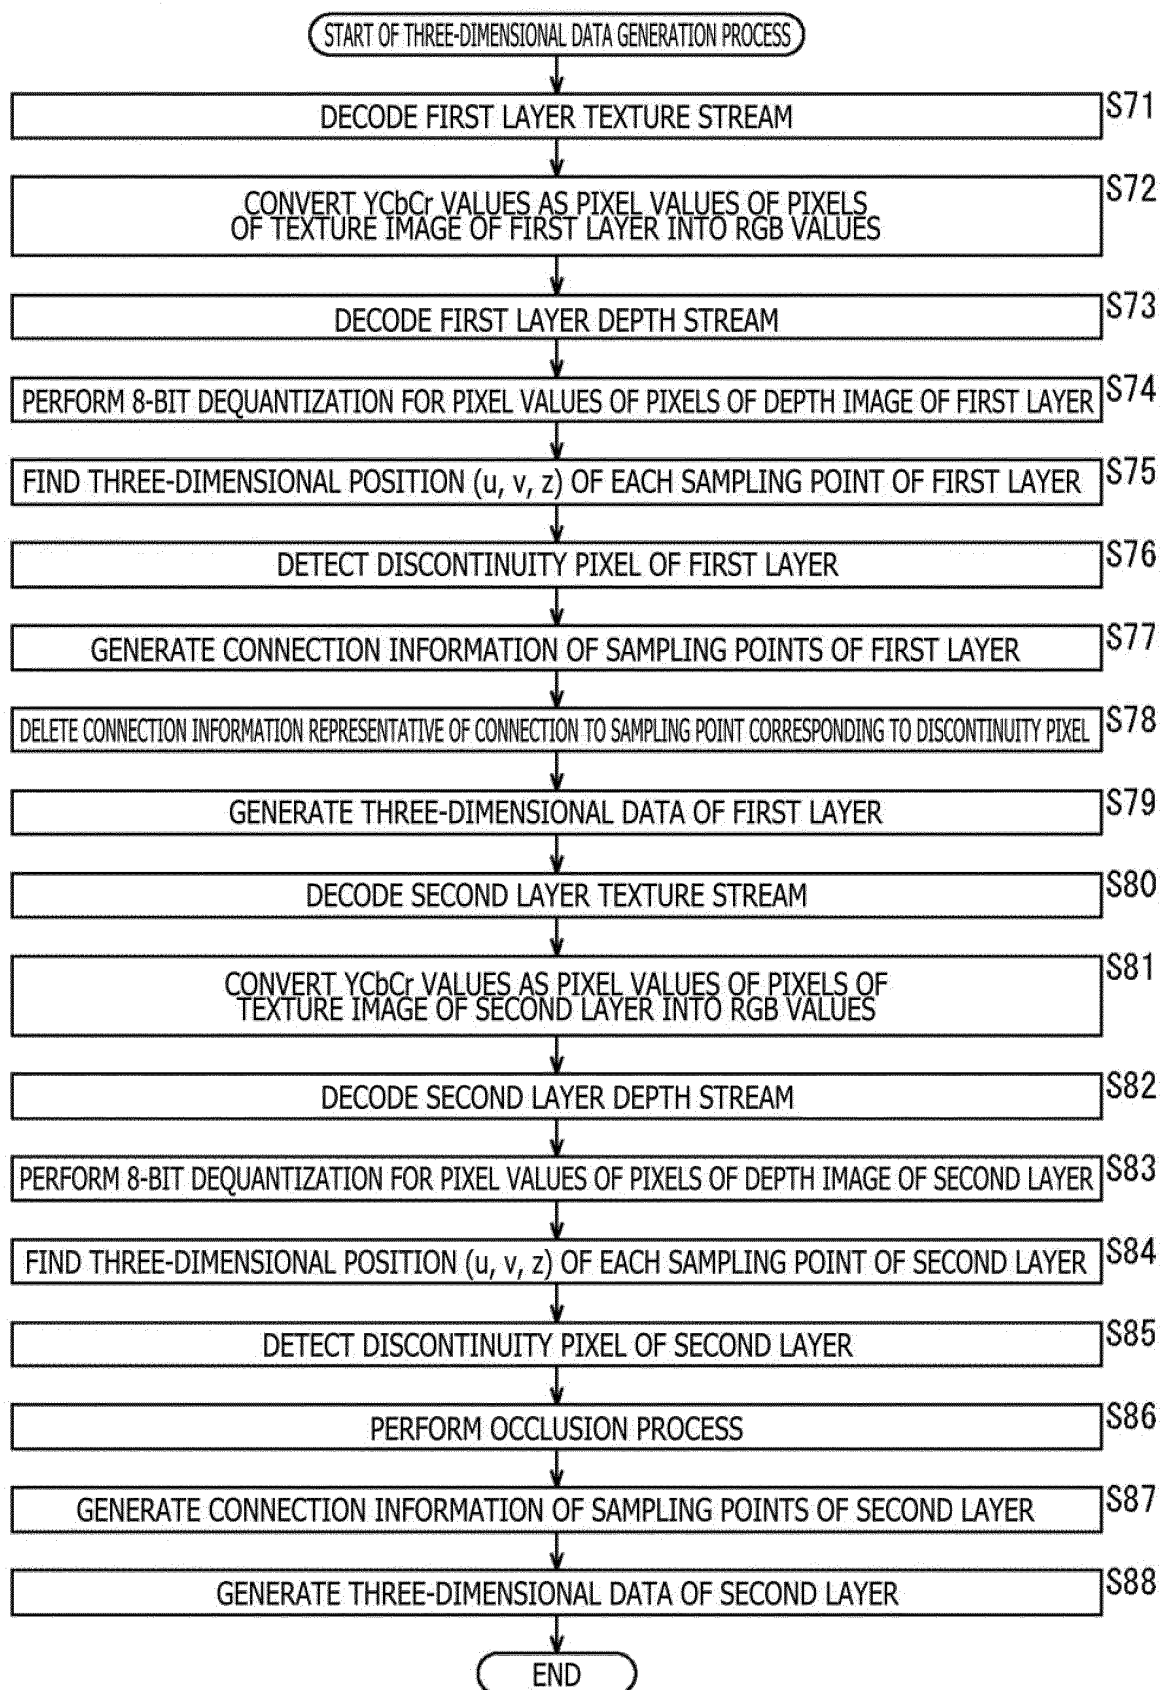 START OF THREE-DIMENSIONAL DATA GENERATION PROCESS
DECODE FIRST LAYER TEXTURE STREAM
S71
CONVERT YCbCr VALUES AS PIXEL VALUES OF PIXELS
OF TEXTURE IMAGE OF FIRST LAYER INTO RGB VALUES
S72
DECODE FIRST LAYER DEPTH STREAM
S73
PERFORM 8-BIT DEQUANTIZATION FOR PIXEL VALUES OF PIXELS OF DEPTH IMAGE OF FIRST LAYER
S74
FIND THREE-DIMENSIONAL POSITION (u, v, z) OF EACH SAMPLING POINT OF FIRST LAYER
S75
DETECT DISCONTINUITY PIXEL OF FIRST LAYER
S76
GENERATE CONNECTION INFORMATION OF SAMPLING POINTS OF FIRST LAYER
S77
DELETE CONNECTION INFORMATION REPRESENTATIVE OF CONNECTION TO SAMPLING POINT CORRESPONDING TO DISCONTINUITY PIXEL
S78
GENERATE THREE-DIMENSIONAL DATA OF FIRST LAYER
S79
DECODE SECOND LAYER TEXTURE STREAM
S80
CONVERT YCbCr VALUES AS PIXEL VALUES OF PIXELS OF
TEXTURE IMAGE OF SECOND LAYER INTO RGB VALUES
S81
DECODE SECOND LAYER DEPTH STREAM
S82
PERFORM 8-BIT DEQUANTIZATION FOR PIXEL VALUES OF PIXELS OF DEPTH IMAGE OF SECOND LAYER
S83
FIND THREE-DIMENSIONAL POSITION (u, v, z) OF EACH SAMPLING POINT OF SECOND LAYER
S84
DETECT DISCONTINUITY PIXEL OF SECOND LAYER
S85
PERFORM OCCLUSION PROCESS
S86
GENERATE CONNECTION INFORMATION OF SAMPLING POINTS OF SECOND LAYER
S87
GENERATE THREE-DIMENSIONAL DATA OF SECOND LAYER
S88
END